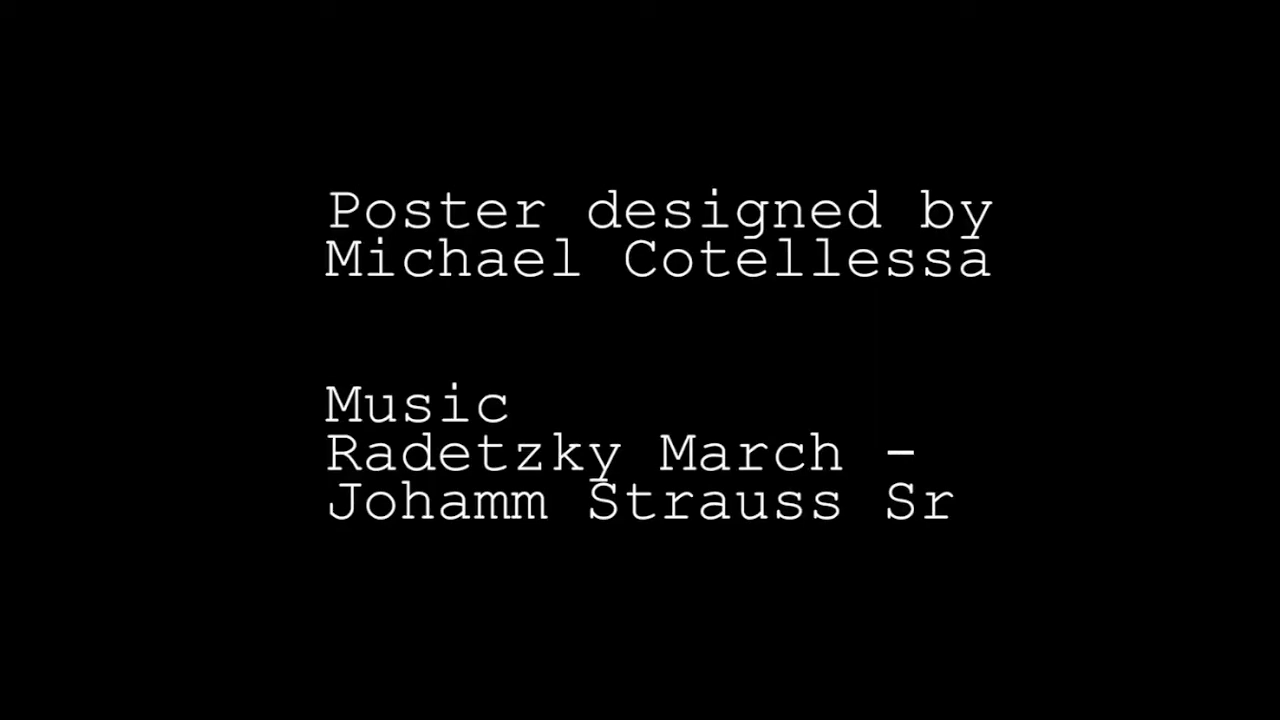 Poster designed by
Michael Cotellessa
Music
Radetzky March -
Johamm Strauss Sr